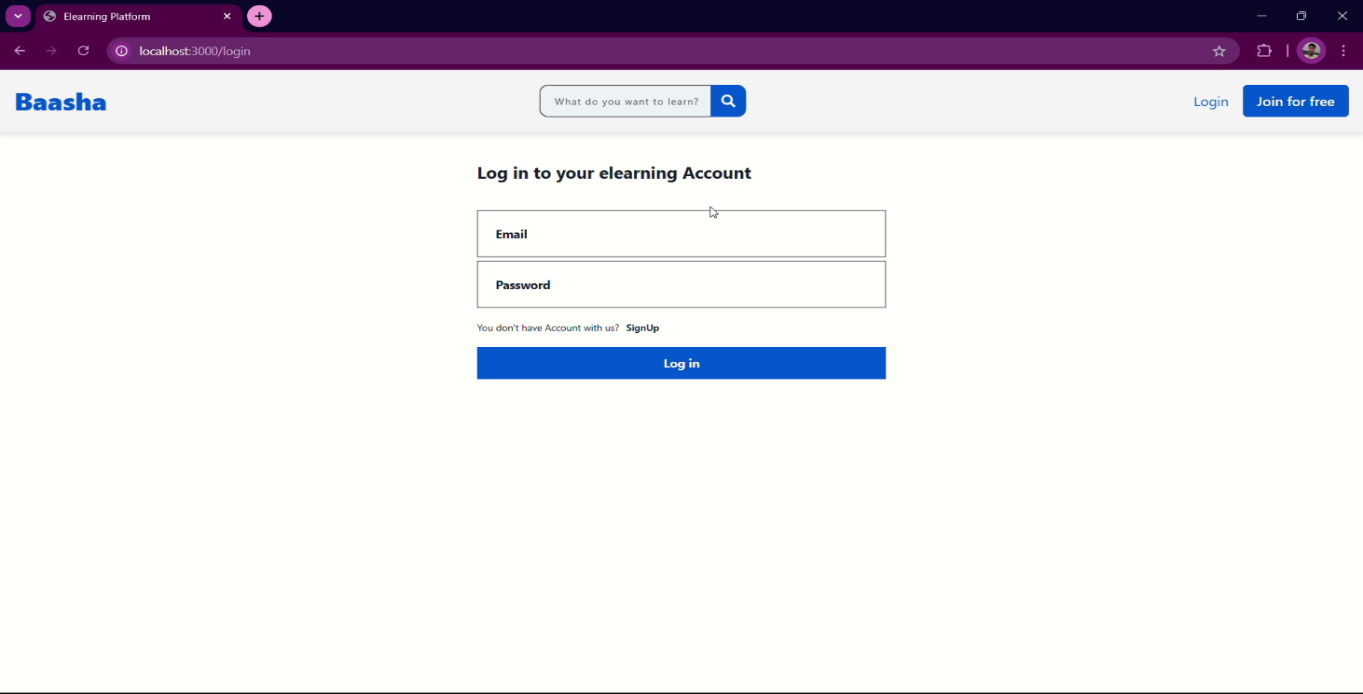 Elearning Platform
localhost:3000/login
Baasha
What do you want to learn?
Login
Join for free
Log in to your elearning Account
Email
Password
You don't have Account with us? SignUp
Log in